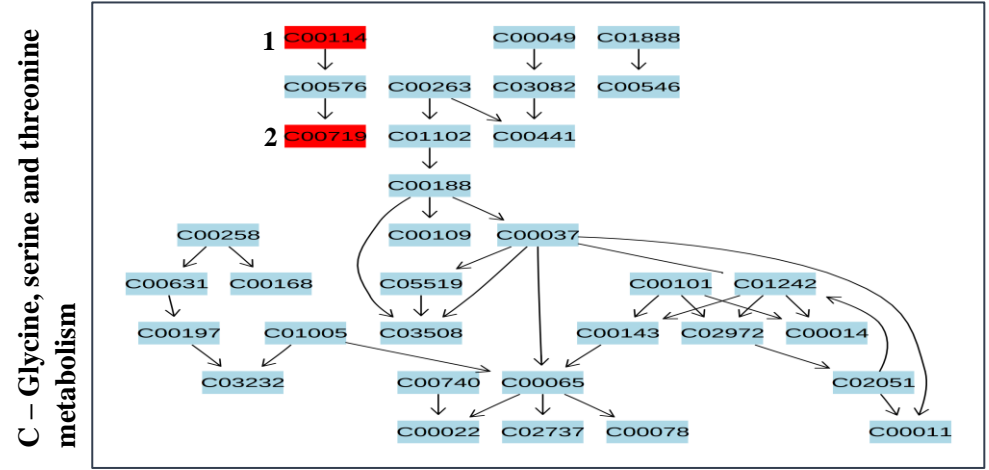 C – Glycine, serine and threonine
metabolism
1 C00114 C00049 C01888
C00576 C00263 C03082 C00546
2 C00719 C01102 C00441
C00188
C00258 C00109 C00037
C00631 C00168 C05519 C00101 C01242
C00197 C01005 C03508 C00143 C02972 C00014
C03232 C00740 C00065 C02051
C00022 C02737 C00078 C00011